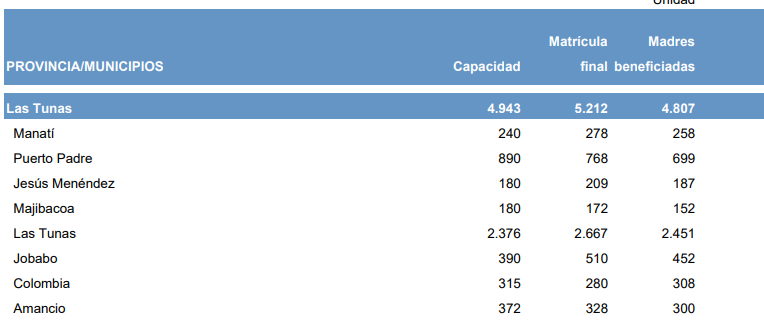 Unidad
Matrícula Madres
PROVINCIA/MUNICIPIOS Capacidad final beneficiadas
Las Tunas 4.943 5.212 4.807
Manatí 240 278 258
Puerto Padre 890 768 699
Jesús Menéndez 180 209 187
Majibacoa 180 172 152
Las Tunas 2.376 2.667 2.451
Jobabo 390 510 452
Colombia 315 280 308
Amancio 372 328 300